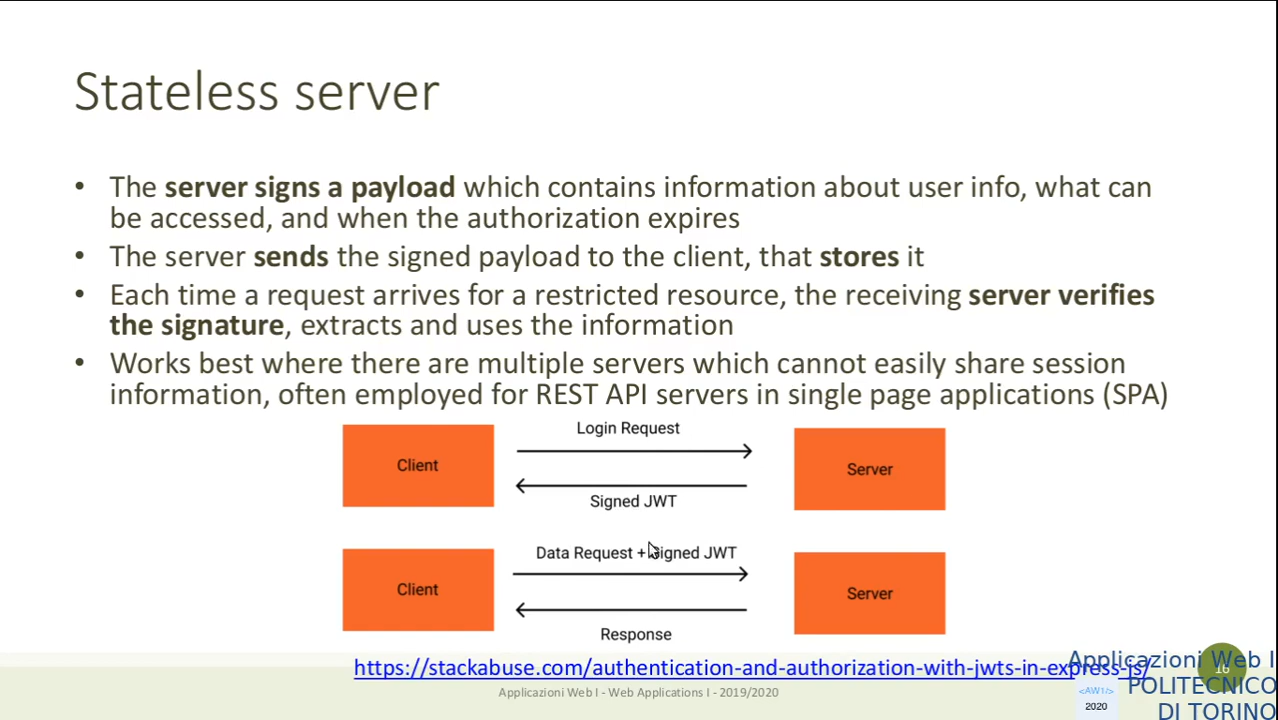 Stateless server
• The server signs a payload which contains information about user info, what can
be accessed, and when the authorization expires
• The server sends the signed payload to the client, that stores it
• Each time a request arrives for a restricted resource, the receiving server verifies
the signature, extracts and uses the information
• Works best where there are multiple servers which cannot easily share session
information, often employed for REST API servers in single page applications (SPA)
Login Request
Client
Server
Signed JWT
Data Request + Signed JWT
Client
Server
Response
https://stackabuse.com/authentication-and-authorization-with-jwts-in-express-js/
16
Applicazioni Web I - Web Applications I - 2019/2020
Applicazioni Web I
POLITECNICO
DI TORINO
<AW1/>
2020